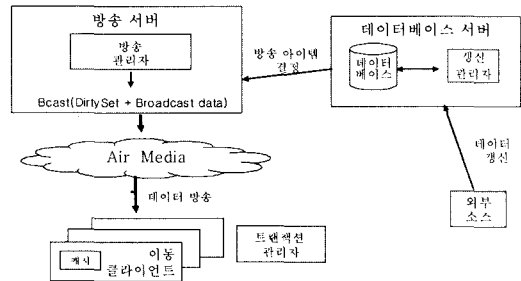 방송 서버
방송
관리자
Bcast(DirtySet + Broadcast data)
방송 아이템
결정
데이터베이스 서버
데이터
베이스
갱신
관리자
Air Media
데이터
갱신
데이터 방송
외부
소스
캐시
이동
클라이언트
트랜잭션
관리자